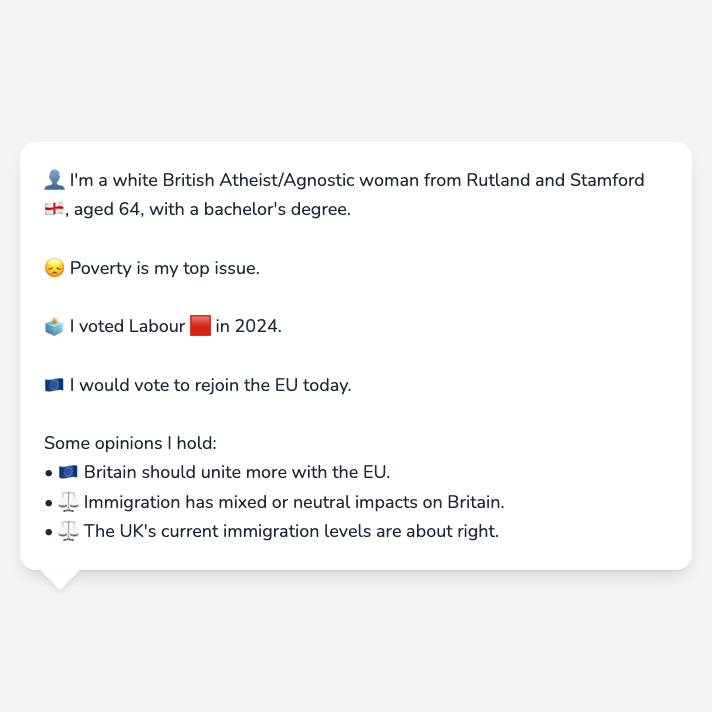 👤 I'm a white British Atheist/Agnostic woman from Rutland and Stamford
🏴󠁧󠁢󠁥󠁮󠁧󠁿, aged 64, with a bachelor's degree.
😞 Poverty is my top issue.
🗳️ I voted Labour 🟥 in 2024.
🇪🇺 I would vote to rejoin the EU today.
Some opinions I hold:
• 🇪🇺 Britain should unite more with the EU.
• ⚖️ Immigration has mixed or neutral impacts on Britain.
• ⚖️ The UK's current immigration levels are about right.